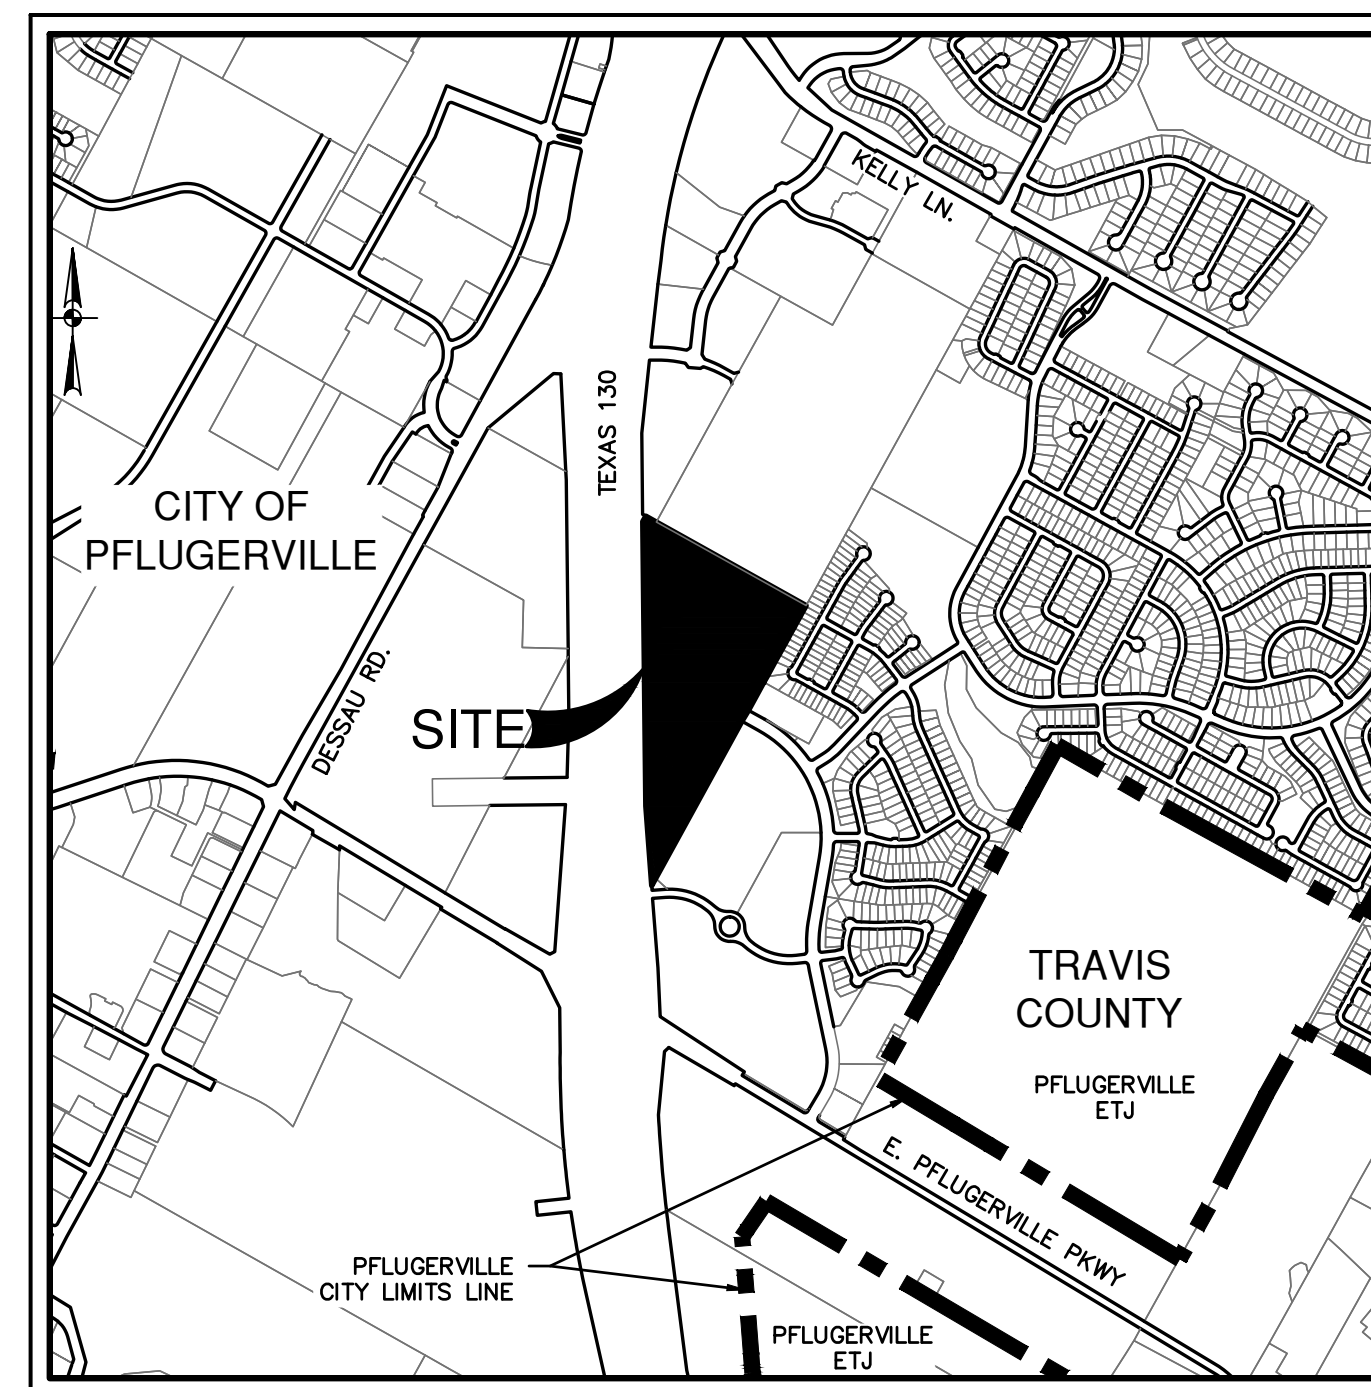 KELLY LN.
TEXAS 130
CITY OF
PFLUGERVILLE
DESSAU RD.
SITE
TRAVIS
COUNTY
PFLUGERVILLE
ETJ
E. PFLUGERVILLE PKWY
PFLUGERVILLE
CITY LIMITS LINE
PFLUGERVILLE
ETJ